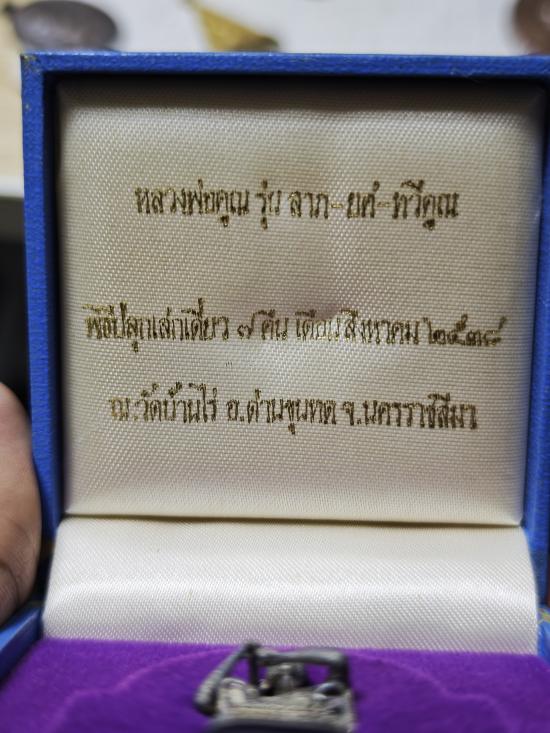 หลวงพ่อคูณ รุ่น ลาภ-ยศ-ทวีคูณ
พิธีปลุกเสกเดี่ยว ๗ คืน เดือนสิงหาคม ๒๕๓๘
ณ.วัดบ้านไร่ อ.ด่านขุนทด จ.นครราชสีมา